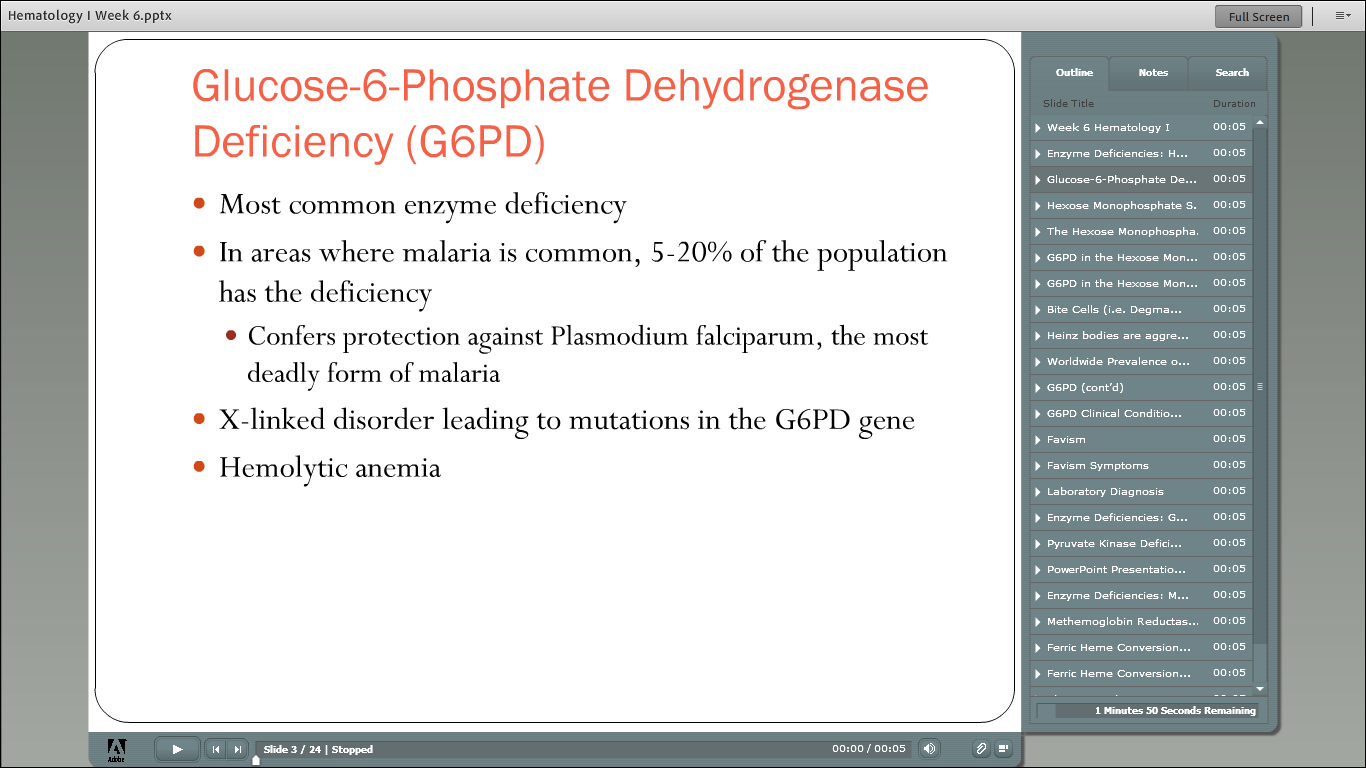 Hematology I Week 6.pptx
Full Screen
Glucose-6-Phosphate Dehydrogenase
Deficiency (G6PD)
• Most common enzyme deficiency
• In areas where malaria is common, 5-20% of the population
has the deficiency
• Confers protection against Plasmodium falciparum, the most
deadly form of malaria
• X-linked disorder leading to mutations in the G6PD gene
• Hemolytic anemia
Outline Notes Search
Slide Title Duration
Week 6 Hematology I 00:05
Enzyme Deficiencies: H... 00:05
Glucose-6-Phosphate De... 00:05
Hexose Monophosphate S. 00:05
The Hexose Monophospha. 00:05
G6PD in the Hexose Mon... 00:05
G6PD in the Hexose Mon... 00:05
Bite Cells (i.e. Degma... 00:05
Heinz bodies are aggre... 00:05
Worldwide Prevalence o... 00:05
G6PD (cont'd) 00:05
G6PD Clinical Conditio... 00:05
Favism 00:05
Favism Symptoms 00:05
Laboratory Diagnosis 00:05
Enzyme Deficiencies: G... 00:05
Pyruvate Kinase Defici... 00:05
PowerPoint Presentatio... 00:05
Enzyme Deficiencies: M... 00:05
Methemoglobin Reductas... 00:05
Ferric Heme Conversion... 00:05
Ferric Heme Conversion... 00:05
1 Minutes 50 Seconds Remaining
Adobe
Slide 3 / 24 | Stopped 00:00 / 00:05